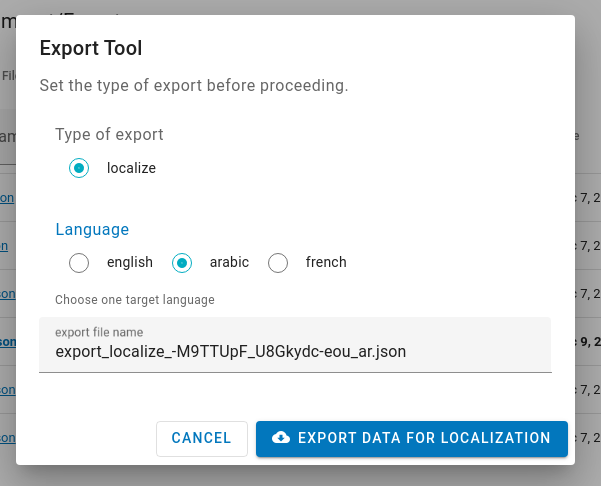 Export Tool
Set the type of export before proceeding.
Type of export
localize
Language
english arabic french
Choose one target language
export file name
export_localize_-M9TTUpF_U8Gkydc-eou_ar.json
CANCEL EXPORT DATA FOR LOCALIZATION